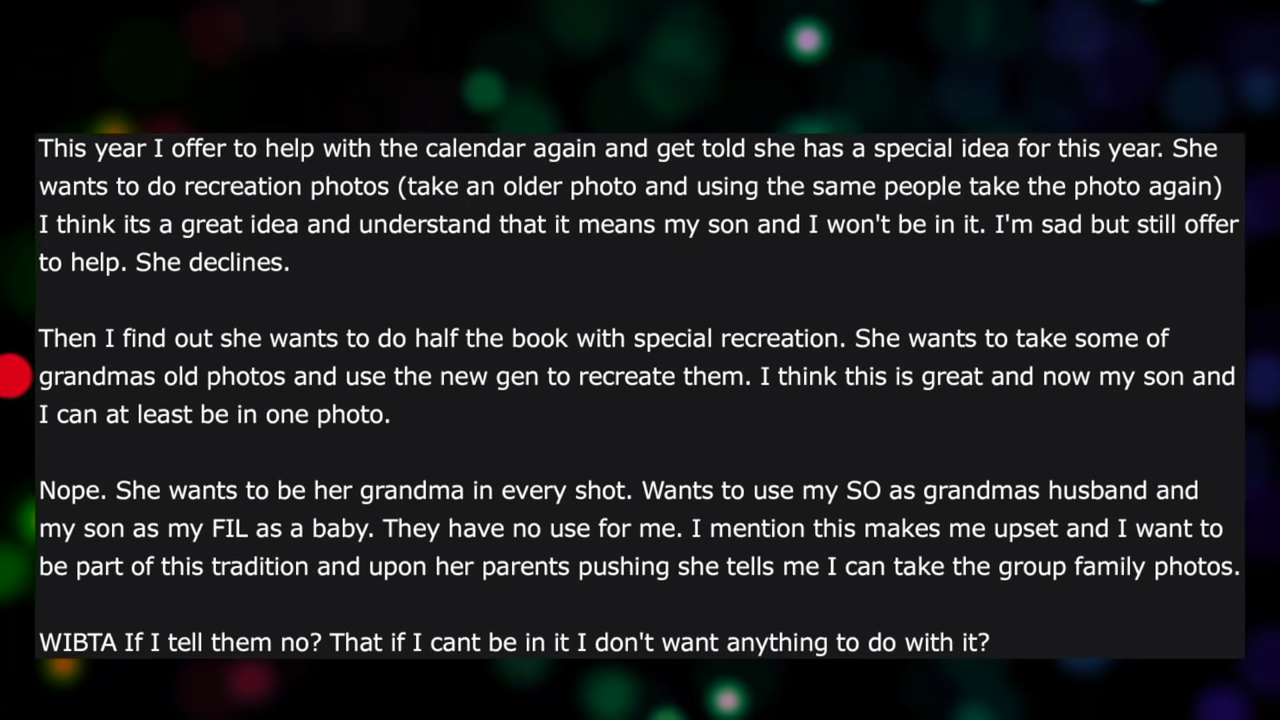 This year I offer to help with the calendar again and get told she has a special idea for this year. She
wants to do recreation photos (take an older photo and using the same people take the photo again)
I think its a great idea and understand that it means my son and I won't be in it. I'm sad but still offer
to help. She declines.
Then I find out she wants to do half the book with special recreation. She wants to take some of
grandmas old photos and use the new gen to recreate them. I think this is great and now my son and
I can at least be in one photo.
Nope. She wants to be her grandma in every shot. Wants to use my SO as grandmas husband and
my son as my FIL as a baby. They have no use for me. I mention this makes me upset and I want to
be part of this tradition and upon her parents pushing she tells me I can take the group family photos.
WIBTA If I tell them no? That if I cant be in it I don't want anything to do with it?